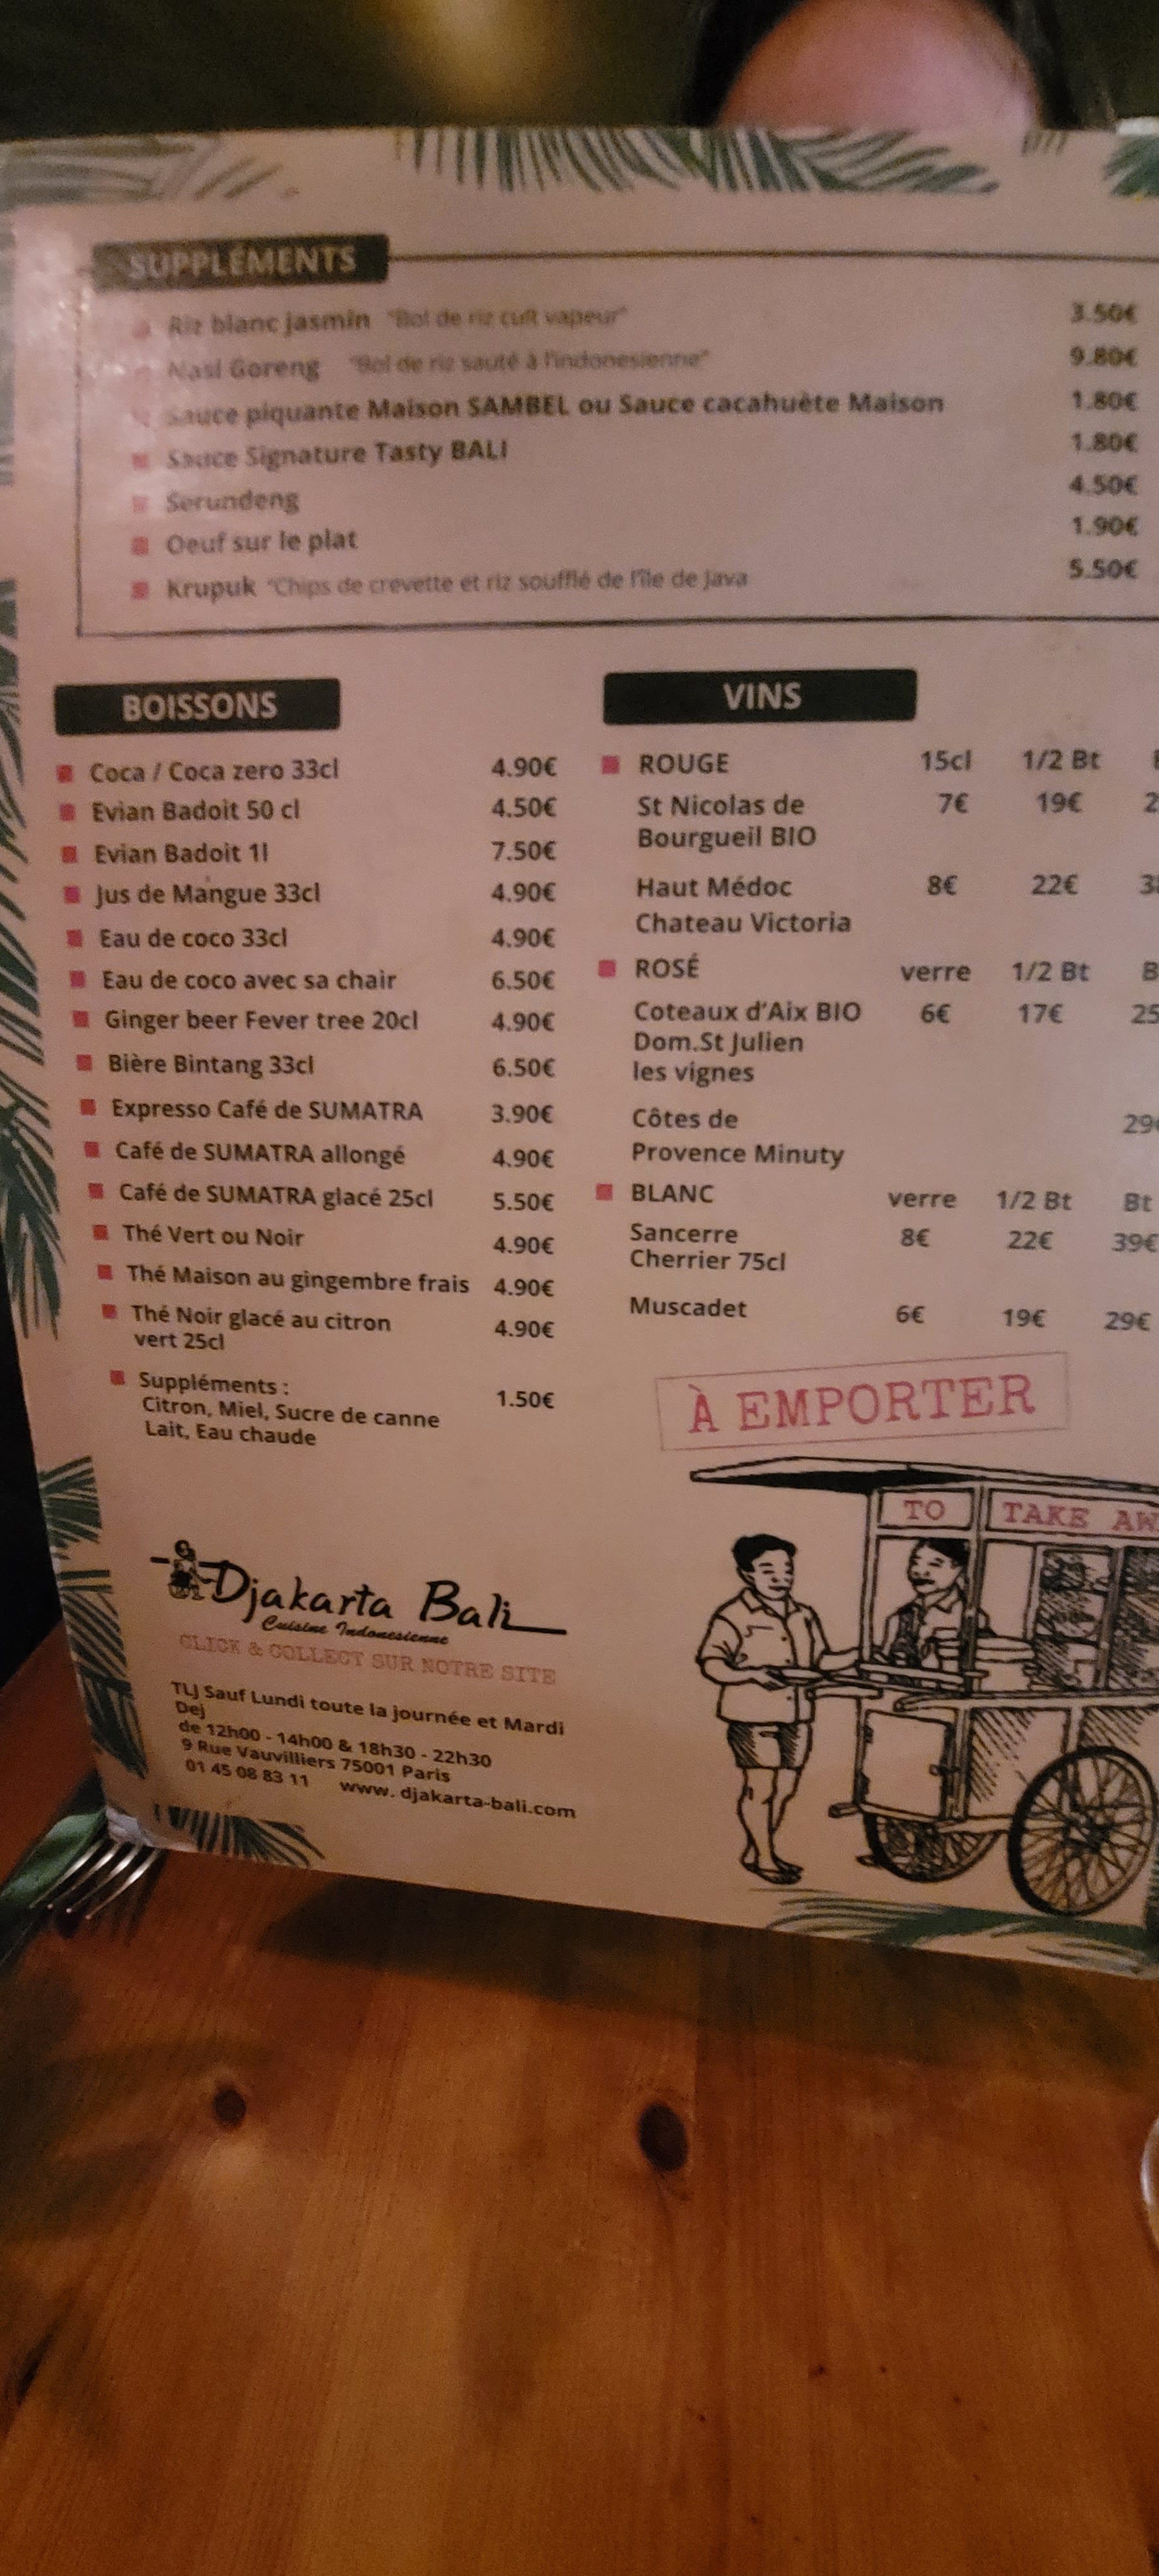 SUPPLÉMENTS
Riz blanc jasmin "Bol de riz cuit vapeur" 3.50€
Nasi Goreng "Bol de riz sauté à l'indonesienne" 9.80€
Sauce piquante Maison SAMBEL ou Sauce cacahuète Maison 1.80€
Sauce Signature Tasty BALI 1.80€
Serundeng 4.50€
Oeuf sur le plat 1.90€
Krupuk "Chips de crevette et riz soufflé de l'île de Java 5.50€
BOISSONS
Coca / Coca zero 33cl 4.90€
Evian Badoit 50 cl 4.50€
Evian Badoit 1l 7.50€
Jus de Mangue 33cl 4.90€
Eau de coco 33cl 4.90€
Eau de coco avec sa chair 6.50€
Ginger beer Fever tree 20cl 4.90€
Bière Bintang 33cl 6.50€
Expresso Café de SUMATRA 3.90€
Café de SUMATRA allongé 4.90€
Café de SUMATRA glacé 25cl 5.50€
Thé Vert ou Noir 4.90€
Thé Maison au gingembre frais 4.90€
Thé Noir glacé au citron 4.90€
vert 25cl
Suppléments : 1.50€
Citron, Miel, Sucre de canne
Lait, Eau chaude
VINS
ROUGE 15cl 1/2 Bt
St Nicolas de 7€ 19€
Bourgueil BIO
Haut Médoc 8€ 22€
Chateau Victoria
ROSÉ verre 1/2 Bt B
Coteaux d'Aix BIO 6€ 17€ 25
Dom.St Julien
les vignes
Côtes de 29€
Provence Minuty
BLANC verre 1/2 Bt Bt
Sancerre 8€ 22€ 39€
Cherrier 75cl
Muscadet 6€ 19€ 29€
À EMPORTER
TO TAKE AW
Djakarta Bali
Cuisine Indonesienne
CLICK & COLLECT SUR NOTRE SITE
TLJ Sauf Lundi toute la journée et Mardi
Dej
de 12h00 - 14h00 & 18h30 - 22h30
9 Rue Vauvilliers 75001 Paris
01 45 08 83 11 www. djakarta-bali.com